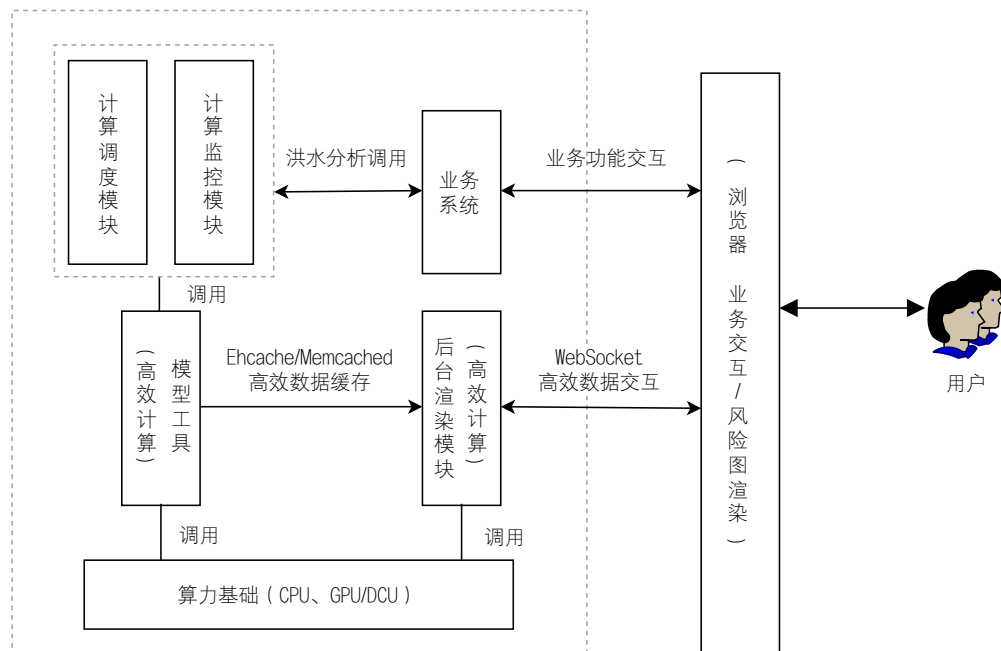 计算调度模块
计算监控模块
洪水分析调用
业务
系统
业务功能交互
(浏览器 业务交互/风险图渲染)
调用
模型工具
(高效计算)
Ehcache/Memcached
高效数据缓存
后台渲染模块
(高效计算)
WebSocket
高效数据交互
用户
调用
调用
算力基础(CPU、GPU/DCU)